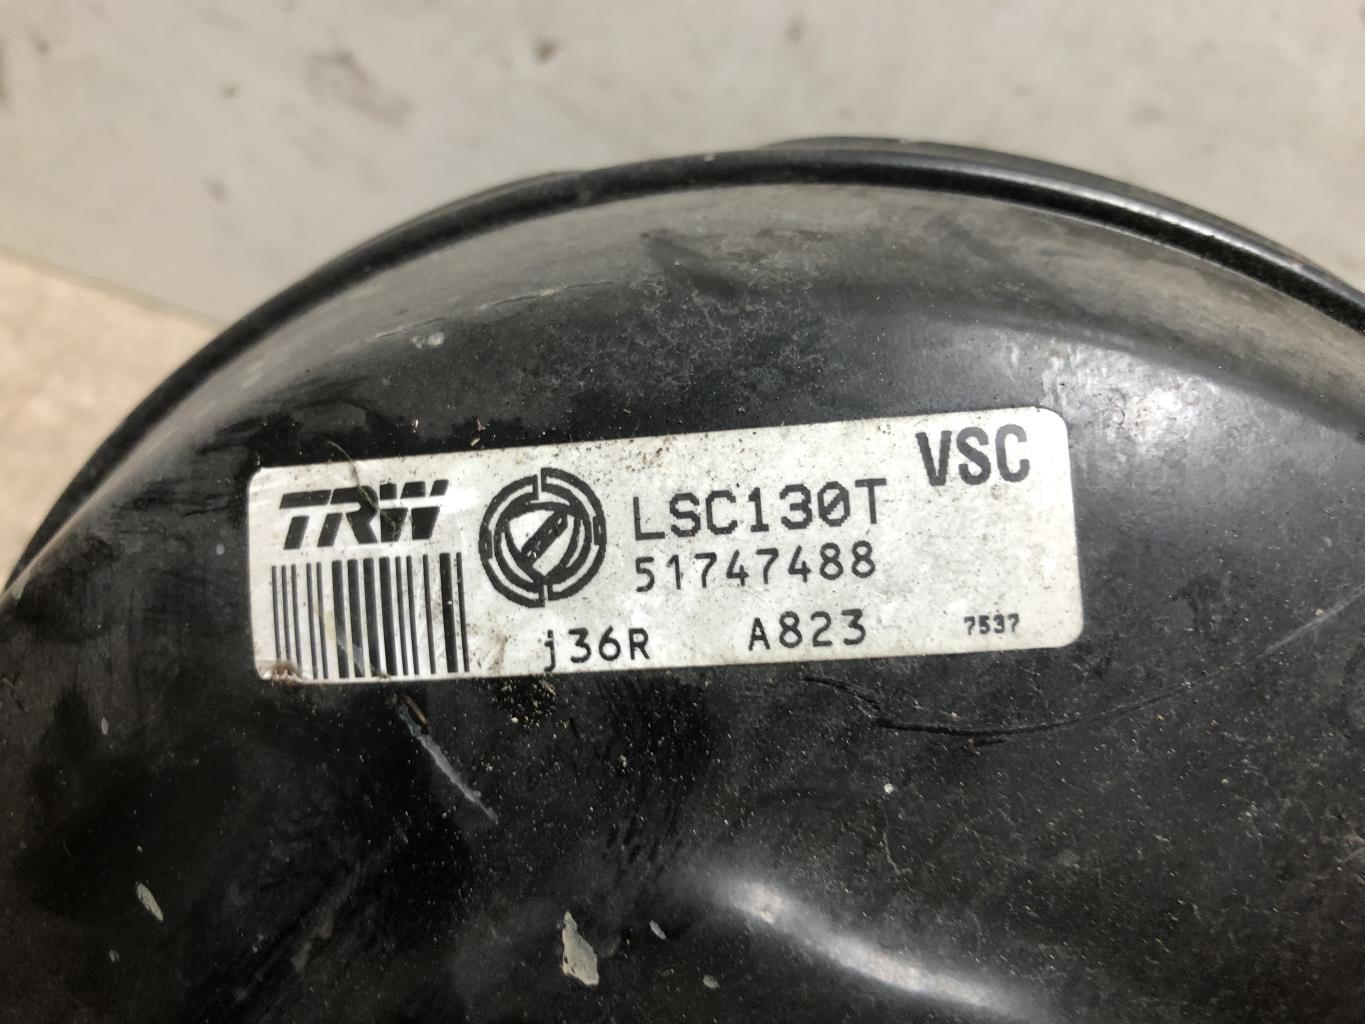 TRW
LSC130T
VSC
51747488
j36R
A823
7537